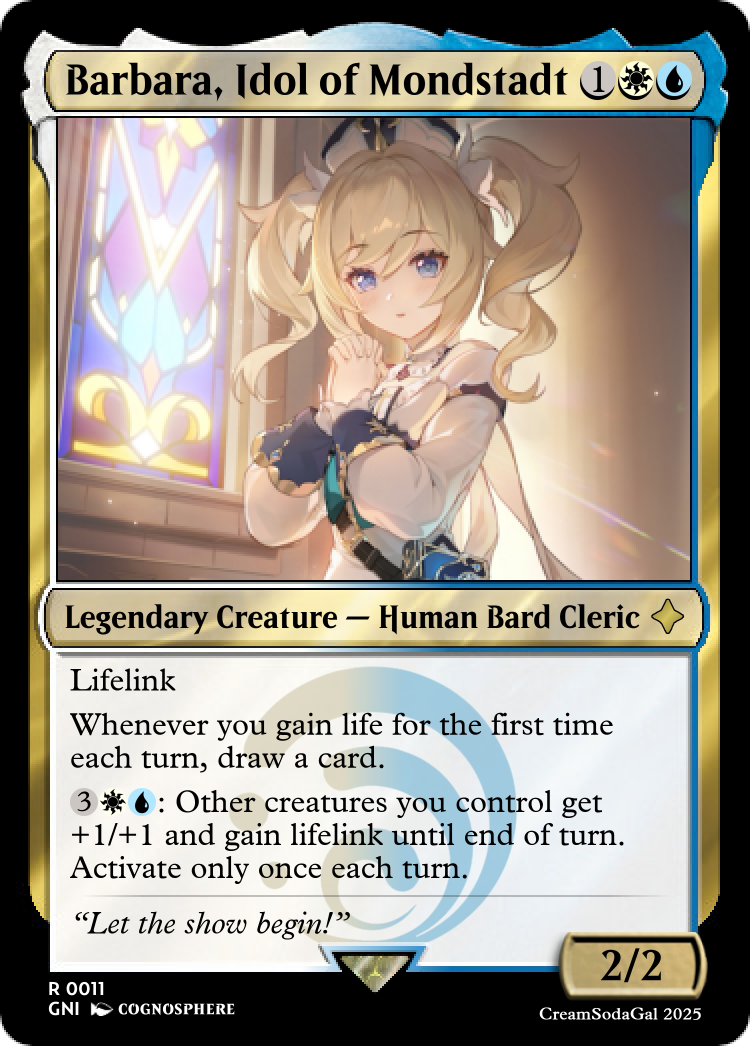 Barbara, Idol of Mondstadt 1
Legendary Creature — Human Bard Cleric
Lifelink
Whenever you gain life for the first time
each turn, draw a card.
3 : Other creatures you control get
+1/+1 and gain lifelink until end of turn.
Activate only once each turn.
“Let the show begin!”
2/2
R 0011
GNI COGNOSPHERE
CreamSodaGal 2025